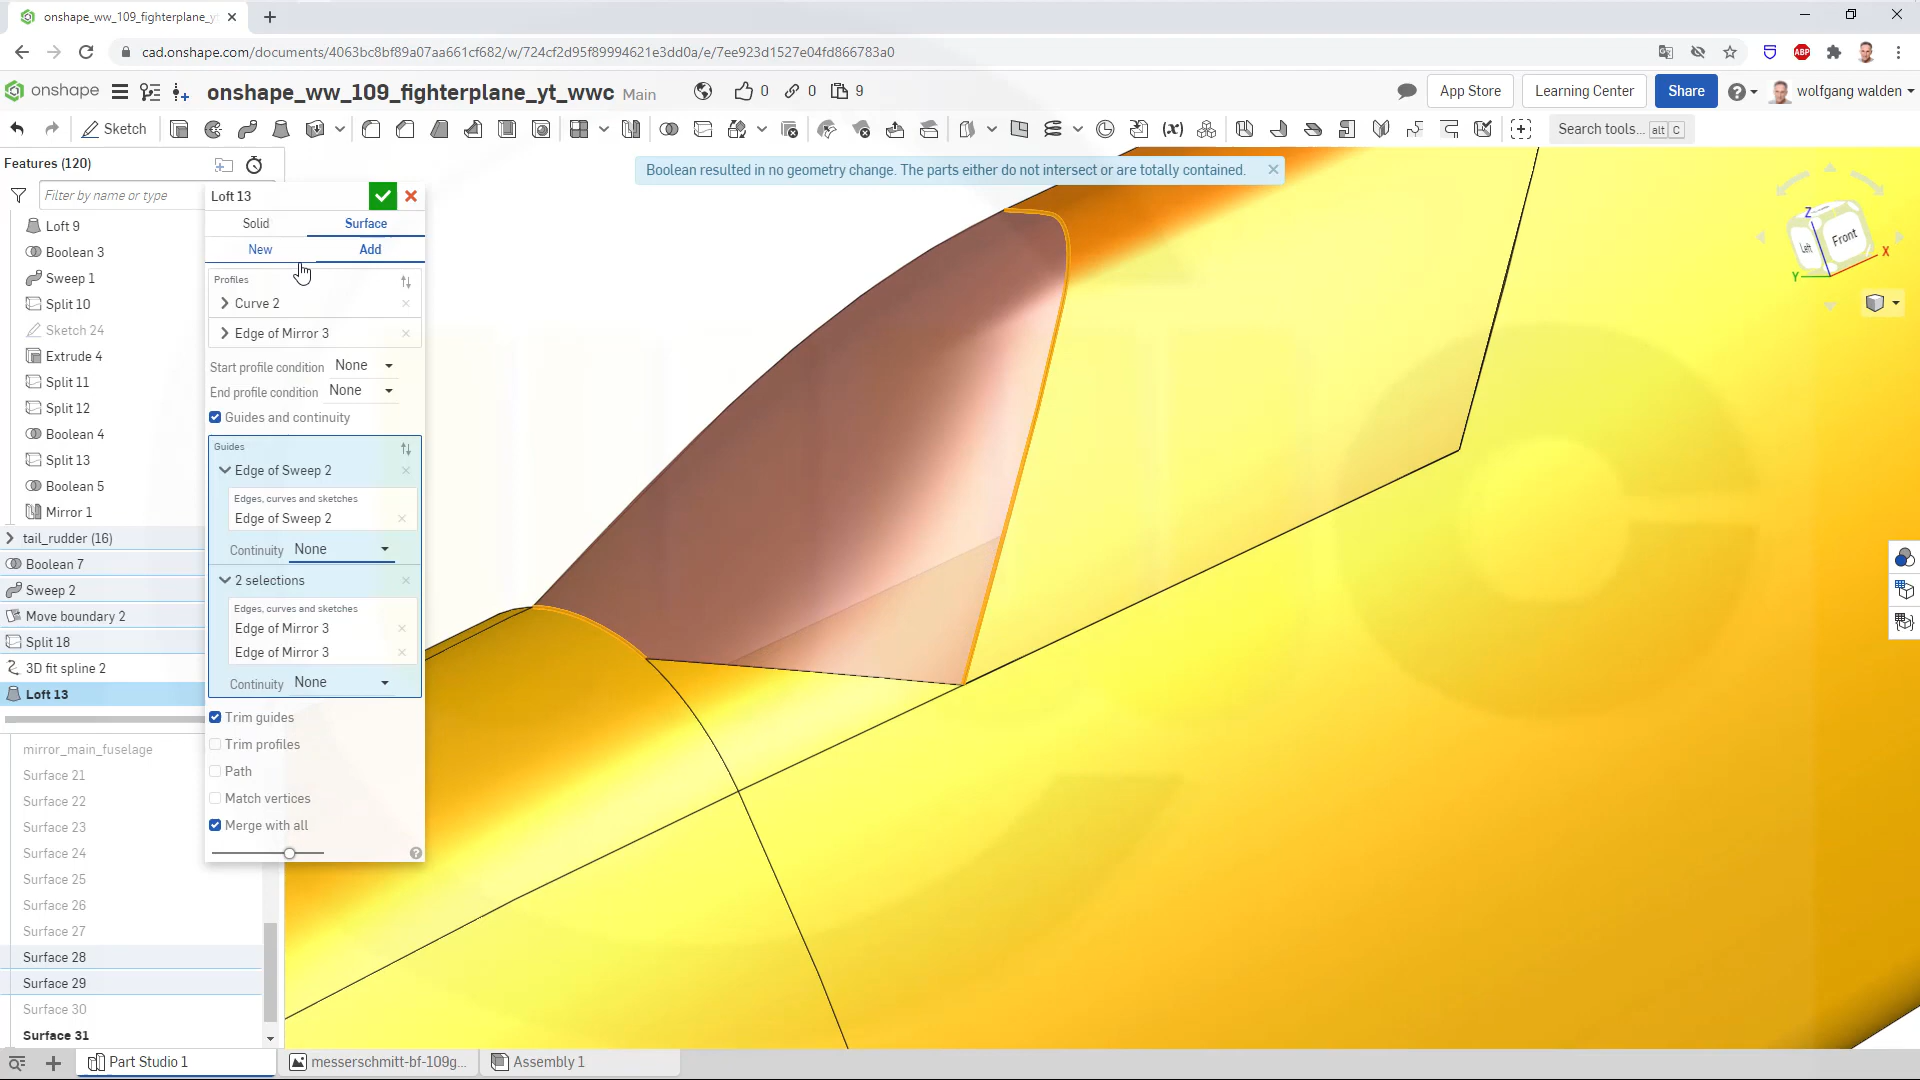 onshape_ww_109_fighterplane_yt_
cad.onshape.com/documents/4063bc8bf89a07aa661cf682/w/724cf2d95f89994621e3dd0a/e/7ee923d1527e04fd866783a0
ABP
onshape
onshape_ww_109_fighterplane_yt_wwc Main
0
0
9
App Store
Learning Center
Share
wolfgang walden
Sketch
Search tools... alt C
Features (120)
Boolean resulted in no geometry change. The parts either do not intersect or are totally contained.
Filter by name or type
Loft 9
Boolean 3
Sweep 1
Split 10
Sketch 24
Extrude 4
Split 11
Split 12
Boolean 4
Split 13
Boolean 5
Mirror 1
tail_rudder (16)
Boolean 7
Sweep 2
Move boundary 2
Split 18
3D fit spline 2
Loft 13
mirror_main_fuselage
Surface 21
Surface 22
Surface 23
Surface 24
Surface 25
Surface 26
Surface 27
Surface 28
Surface 29
Surface 30
Surface 31
Loft 13
Solid
Surface
New
Add
Profiles
Curve 2
Edge of Mirror 3
Start profile condition None
End profile condition None
Guides and continuity
Guides
Edge of Sweep 2
Edges, curves and sketches
Edge of Sweep 2
Continuity None
2 selections
Edges, curves and sketches
Edge of Mirror 3
Edge of Mirror 3
Continuity None
Trim guides
Trim profiles
Path
Match vertices
Merge with all
Z
Left
Front
X
Y
Part Studio 1
messerschmitt-bf-109g...
Assembly 1